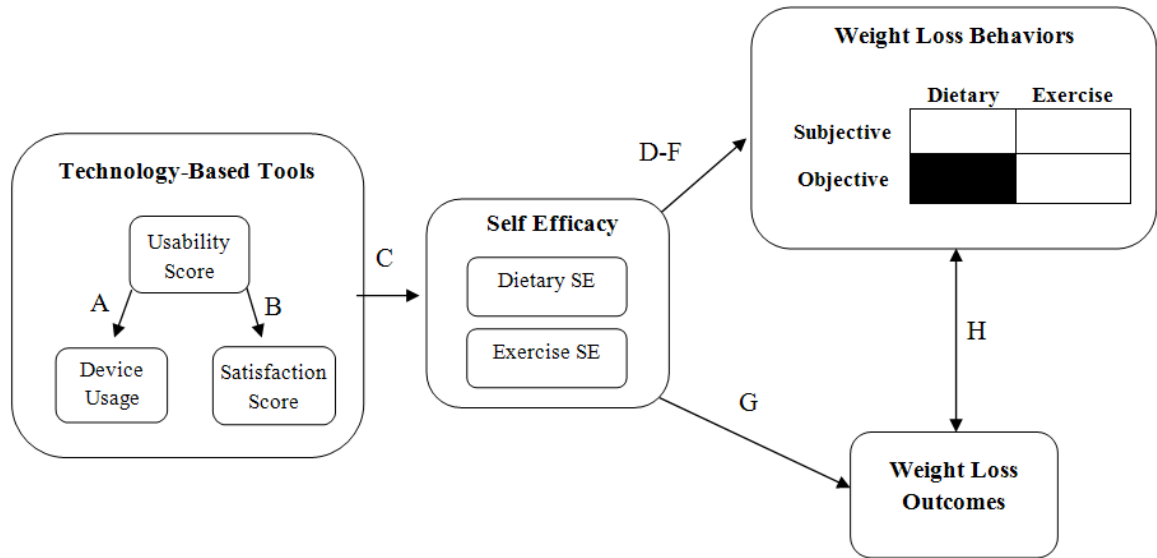 Technology-Based Tools
Usability
Score
A
B
Device
Usage
Satisfaction
Score
C
Self Efficacy
Dietary SE
Exercise SE
D-F
G
Weight Loss Behaviors
Dietary Exercise
Subjective
Objective
H
Weight Loss
Outcomes